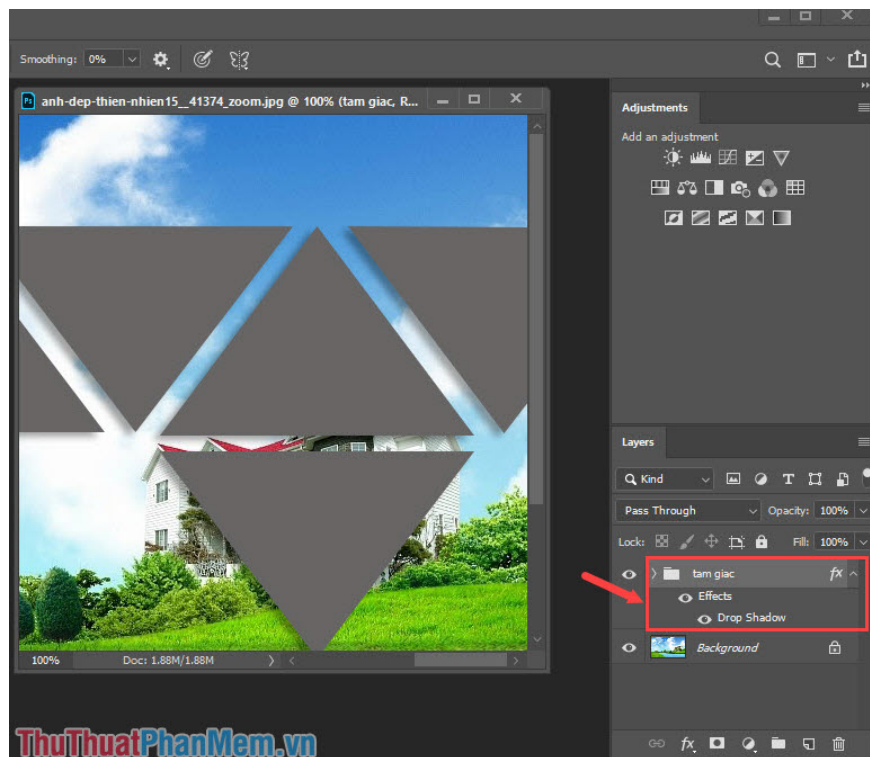 Smoothing: 0%
anh-dep-thien-nhien15__41374_zoom.jpg @ 100% (tam giac, R...
Adjustments
Add an adjustment
Layers
Kind
Pass Through Opacity: 100%
Lock: Fill: 100%
tam giac fx
Effects
Drop Shadow
Background
100% Doc: 1.88M/1.88M
fx
ThuThuatPhanMem.vn